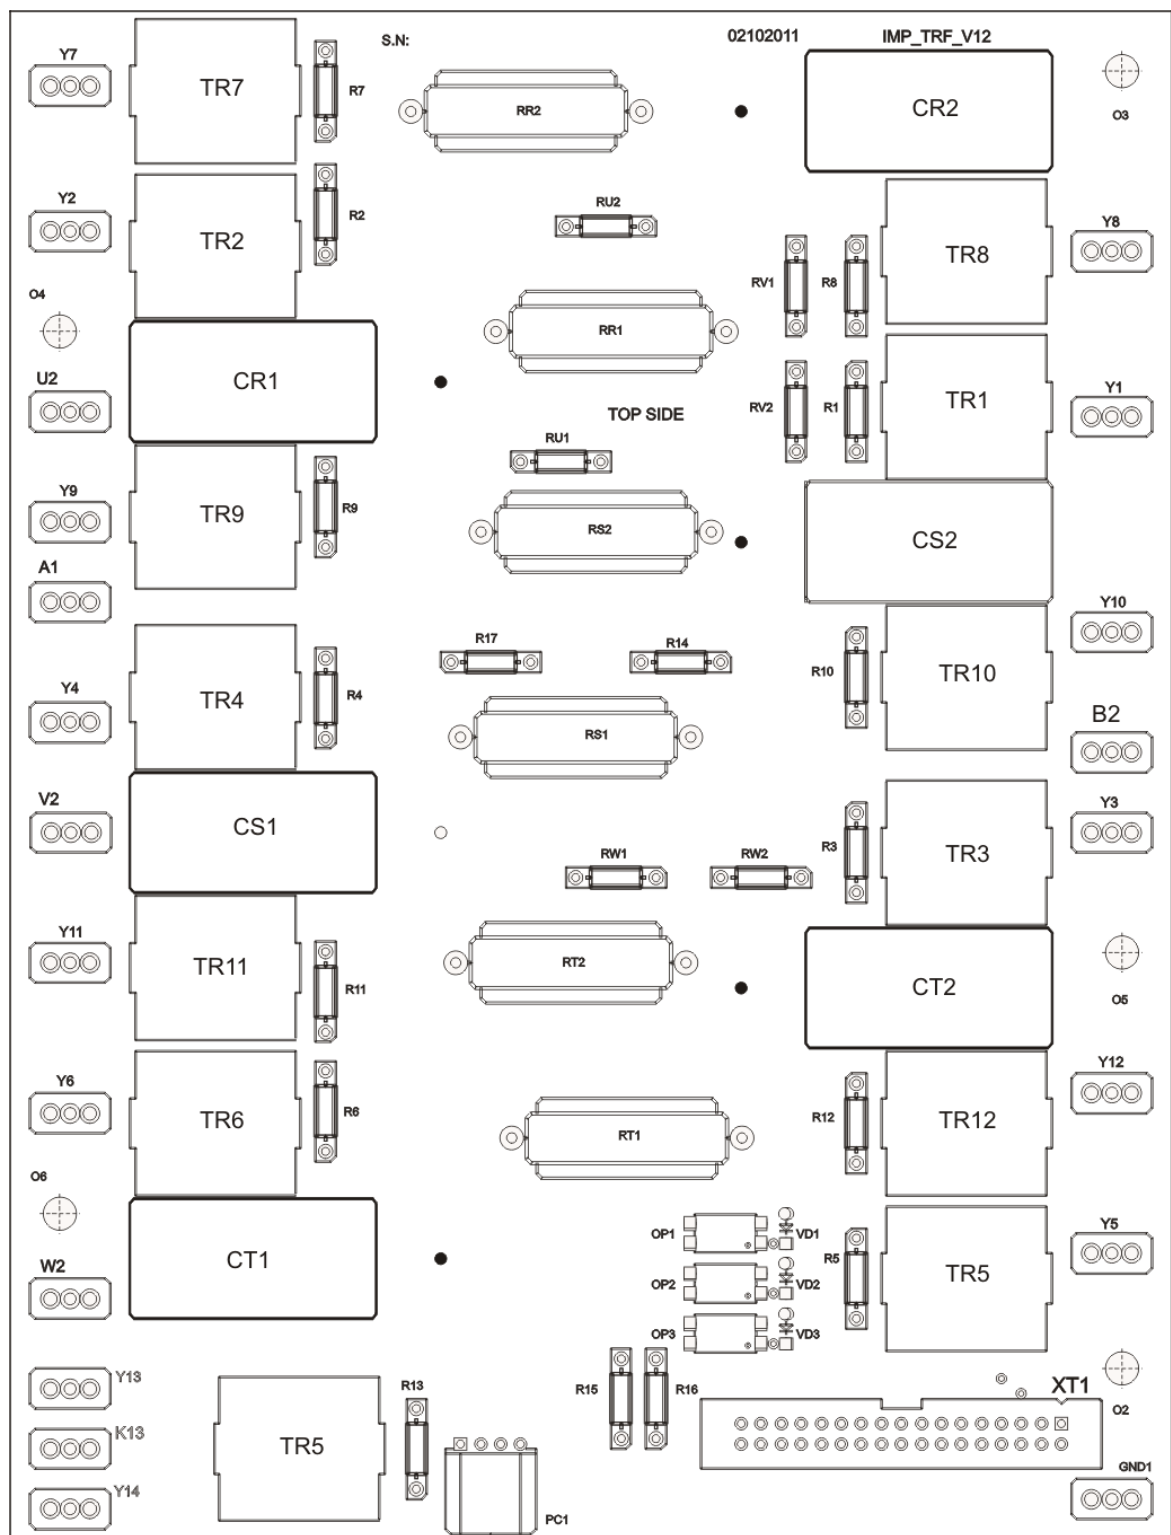 S.N:
02102011
IMP_TRF_V12
Y7
TR7
R7
RR2
CR2
O3
Y2
TR2
R2
RU2
Y8
TR8
RV1
R8
O4
RR1
U2
CR1
TOP SIDE
RV2
R1
TR1
Y1
RU1
Y9
TR9
R9
RS2
CS2
A1
Y10
R17
R14
R10
TR10
Y4
TR4
R4
RS1
B2
V2
CS1
Y3
R3
TR3
RW1
RW2
Y11
TR11
R11
RT2
CT2
O5
Y6
TR6
R6
RT1
R12
TR12
Y12
O6
OP1
VD1
Y5
W2
CT1
R5
TR5
OP2
VD2
OP3
VD3
Y13
R13
R15
R16
XT1
O2
K13
TR5
Y14
PC1
GND1